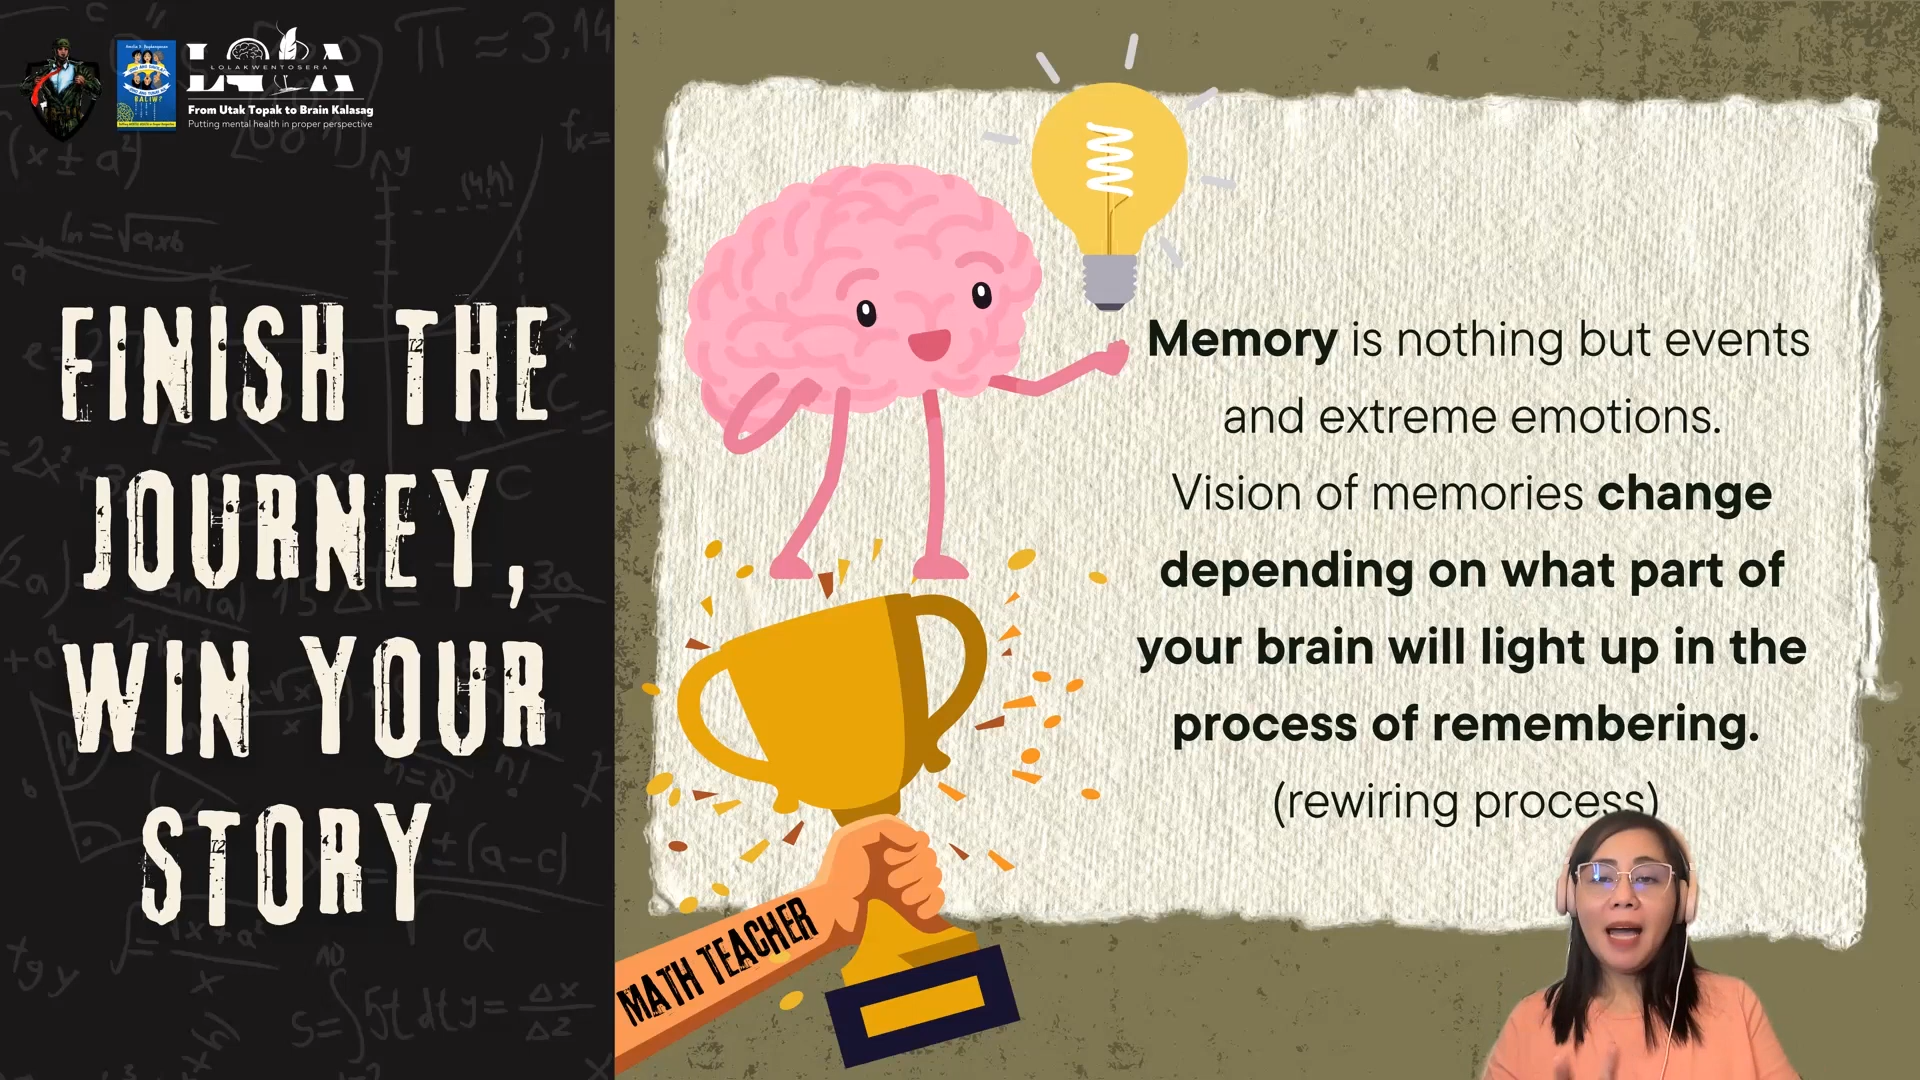 LOLA
LOLAKWENTOSERA
From Utak Topak to Brain Kalasag
Putting mental health in proper perspective
BALIW?
FINISH THE
JOURNEY,
WIN YOUR
STORY
Memory is nothing but events
and extreme emotions.
Vision of memories change
depending on what part of
your brain will light up in the
process of remembering.
(rewiring process)
MATH TEACHER